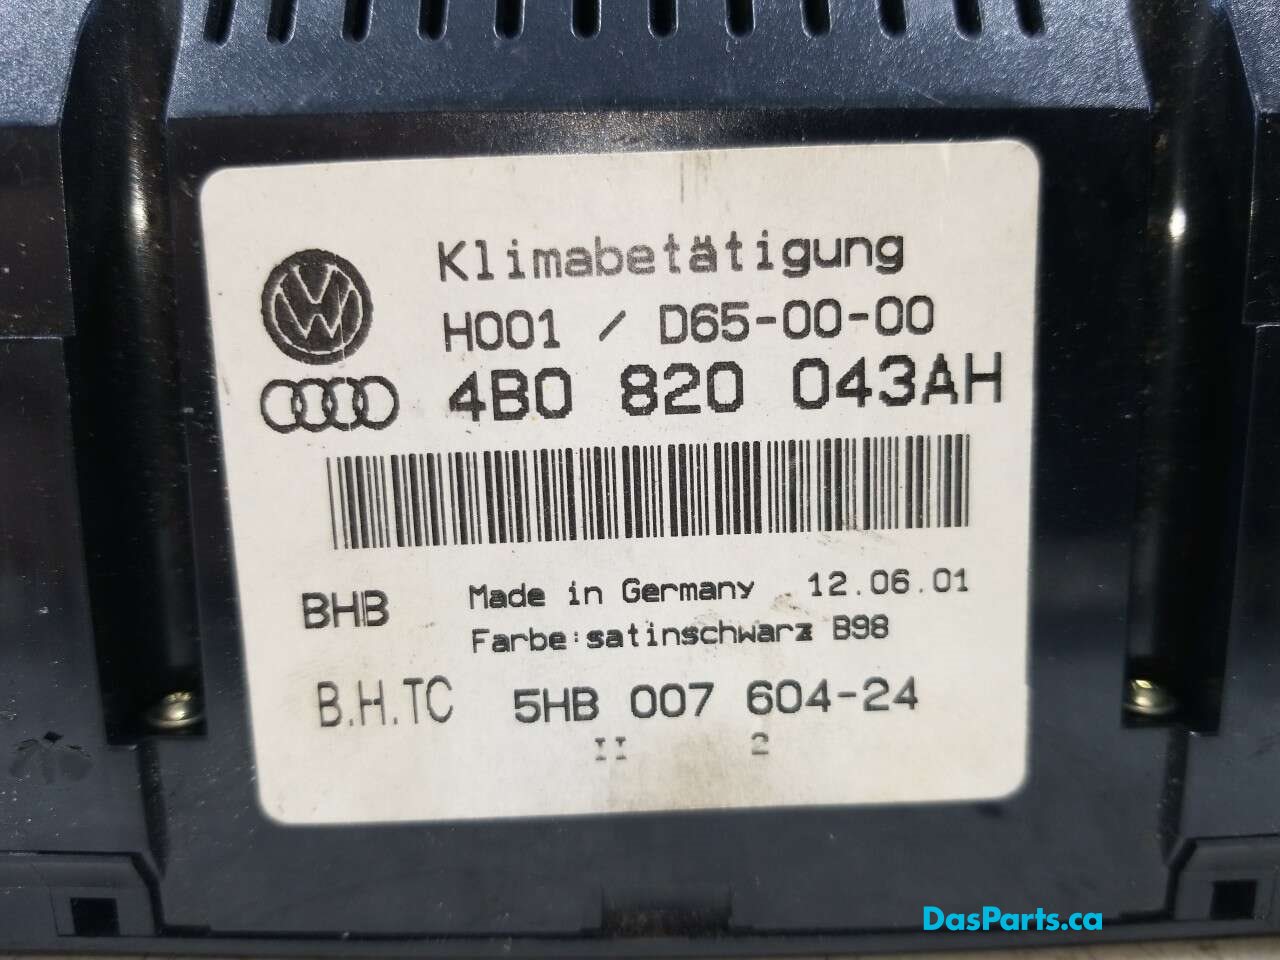 Klimabetätigung
H001 / D65-00-00
4B0 820 043AH
BHB Made in Germany 12.06.01
Farbe:satinschwarz B98
B.H.TC 5HB 007 604-24
II 2
DasParts.ca